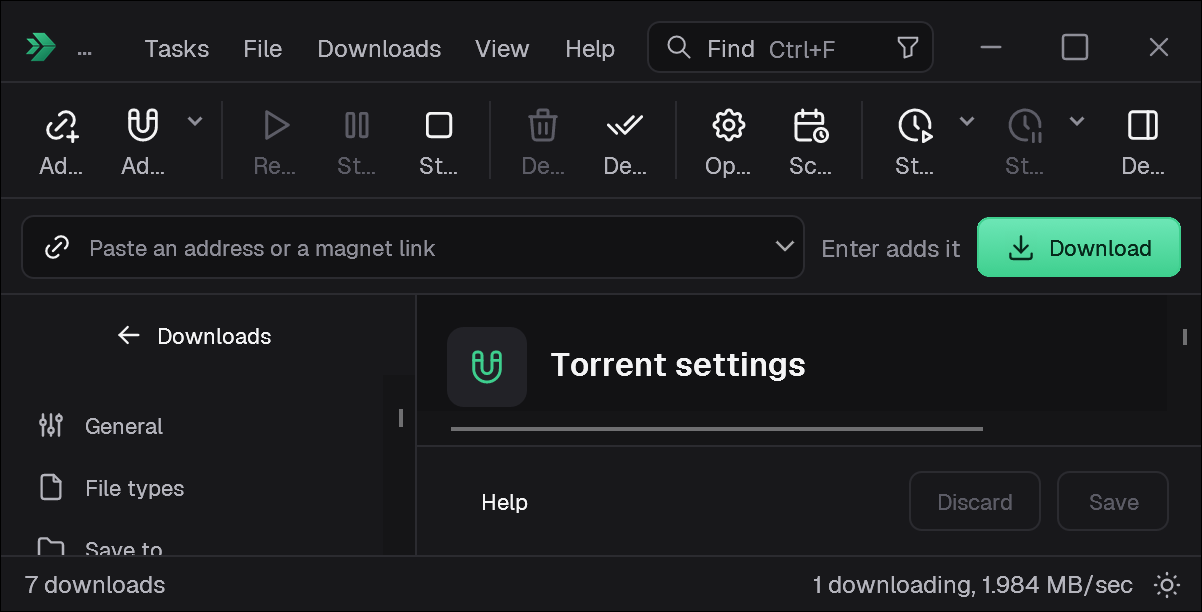 ... Tasks File Downloads View Help Find Ctrl+F
Ad... Ad... Re... St... St... De... De... Op... Sc... St... St... De...
Paste an address or a magnet link Enter adds it Download
Downloads
Torrent settings
General
File types
Save to
Help Discard Save
7 downloads 1 downloading, 1.984 MB/sec